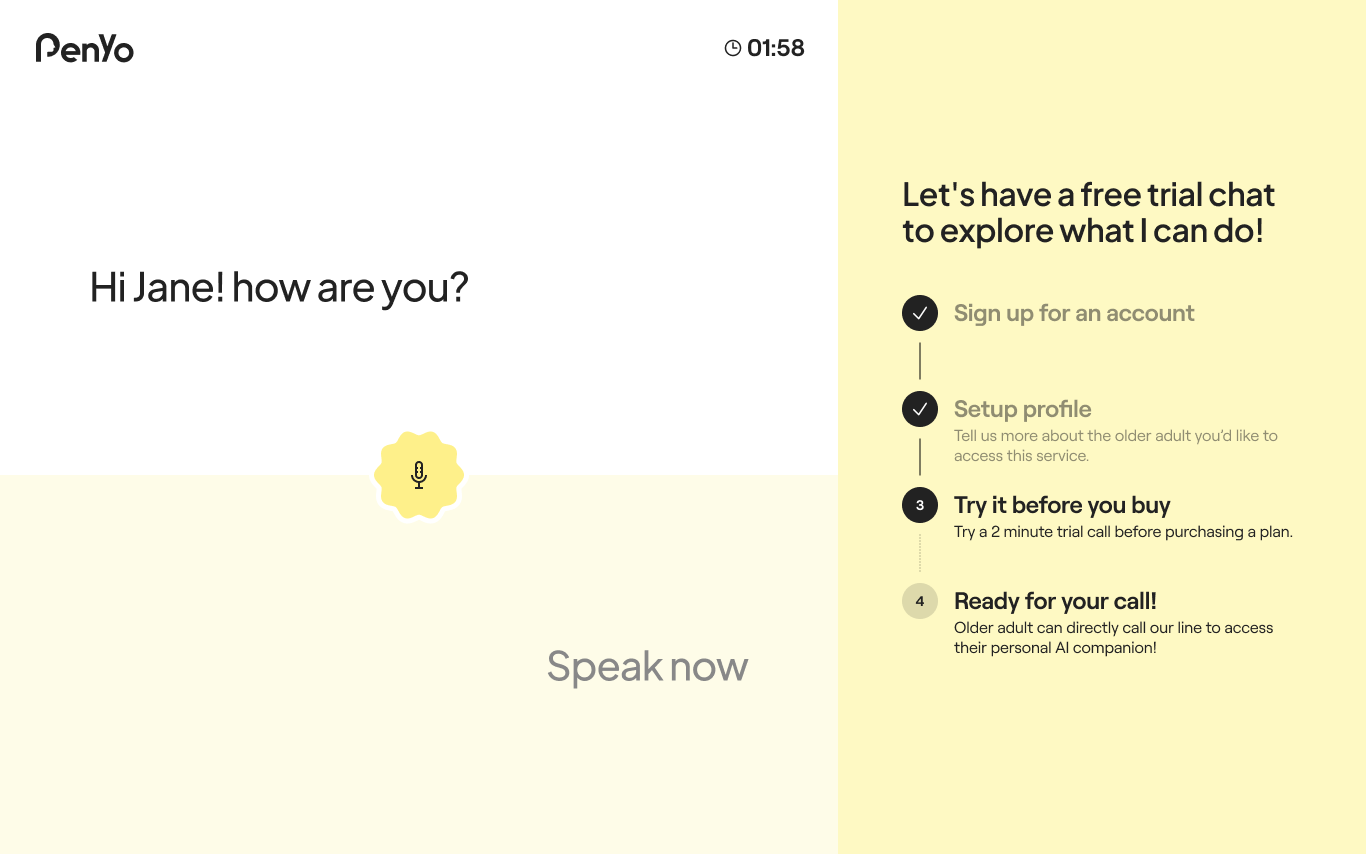 PenYo
01:58
Hi Jane! how are you?
Speak now
Let's have a free trial chat
to explore what I can do!
Sign up for an account
Setup profile
Tell us more about the older adult you’d like to
access this service.
3
Try it before you buy
Try a 2 minute trial call before purchasing a plan.
4
Ready for your call!
Older adult can directly call our line to access
their personal AI companion!